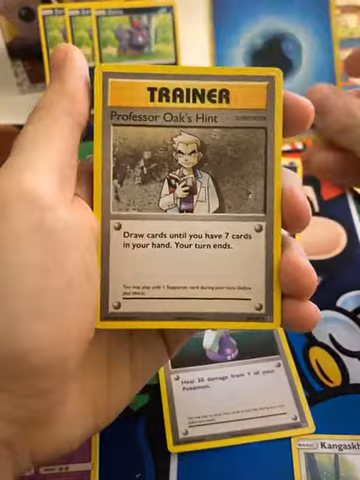 TRAINER
Professor Oak's Hint SUPPORTER
Draw cards until you have 7 cards
in your hand. Your turn ends.
You may play only 1 Supporter card during your turn (before
your attack).
Heal 30 damage from 1 of your
Pokémon.
Kangaskh